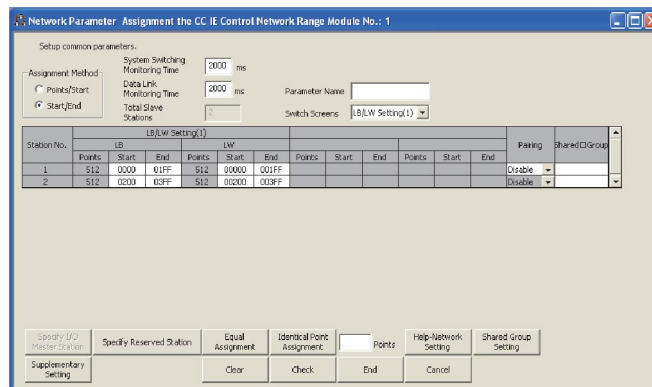 Network Parameter Assignment the CC IE Control Network Range Module No.: 1
Setup common parameters.
Assignment Method
Points/Start
Start/End
System Switching Monitoring Time 2000 ms
Data Link Monitoring Time 2000 ms
Total Slave Stations 2
Parameter Name
Switch Screens LB/LW Setting(1)
Station No. LB/LW Setting(1) Pairing Shared□Group
LB LW
Points Start End Points Start End Points Start End Points Start End
1 512 0000 01FF 512 00000 001FF Disable
2 512 0200 03FF 512 00200 003FF Disable
Specify I/O Master Station
Specify Reserved Station
Equal Assignment
Identical Point Assignment
Points
Help-Network Setting
Shared Group Setting
Supplementary Setting
Clear
Check
End
Cancel